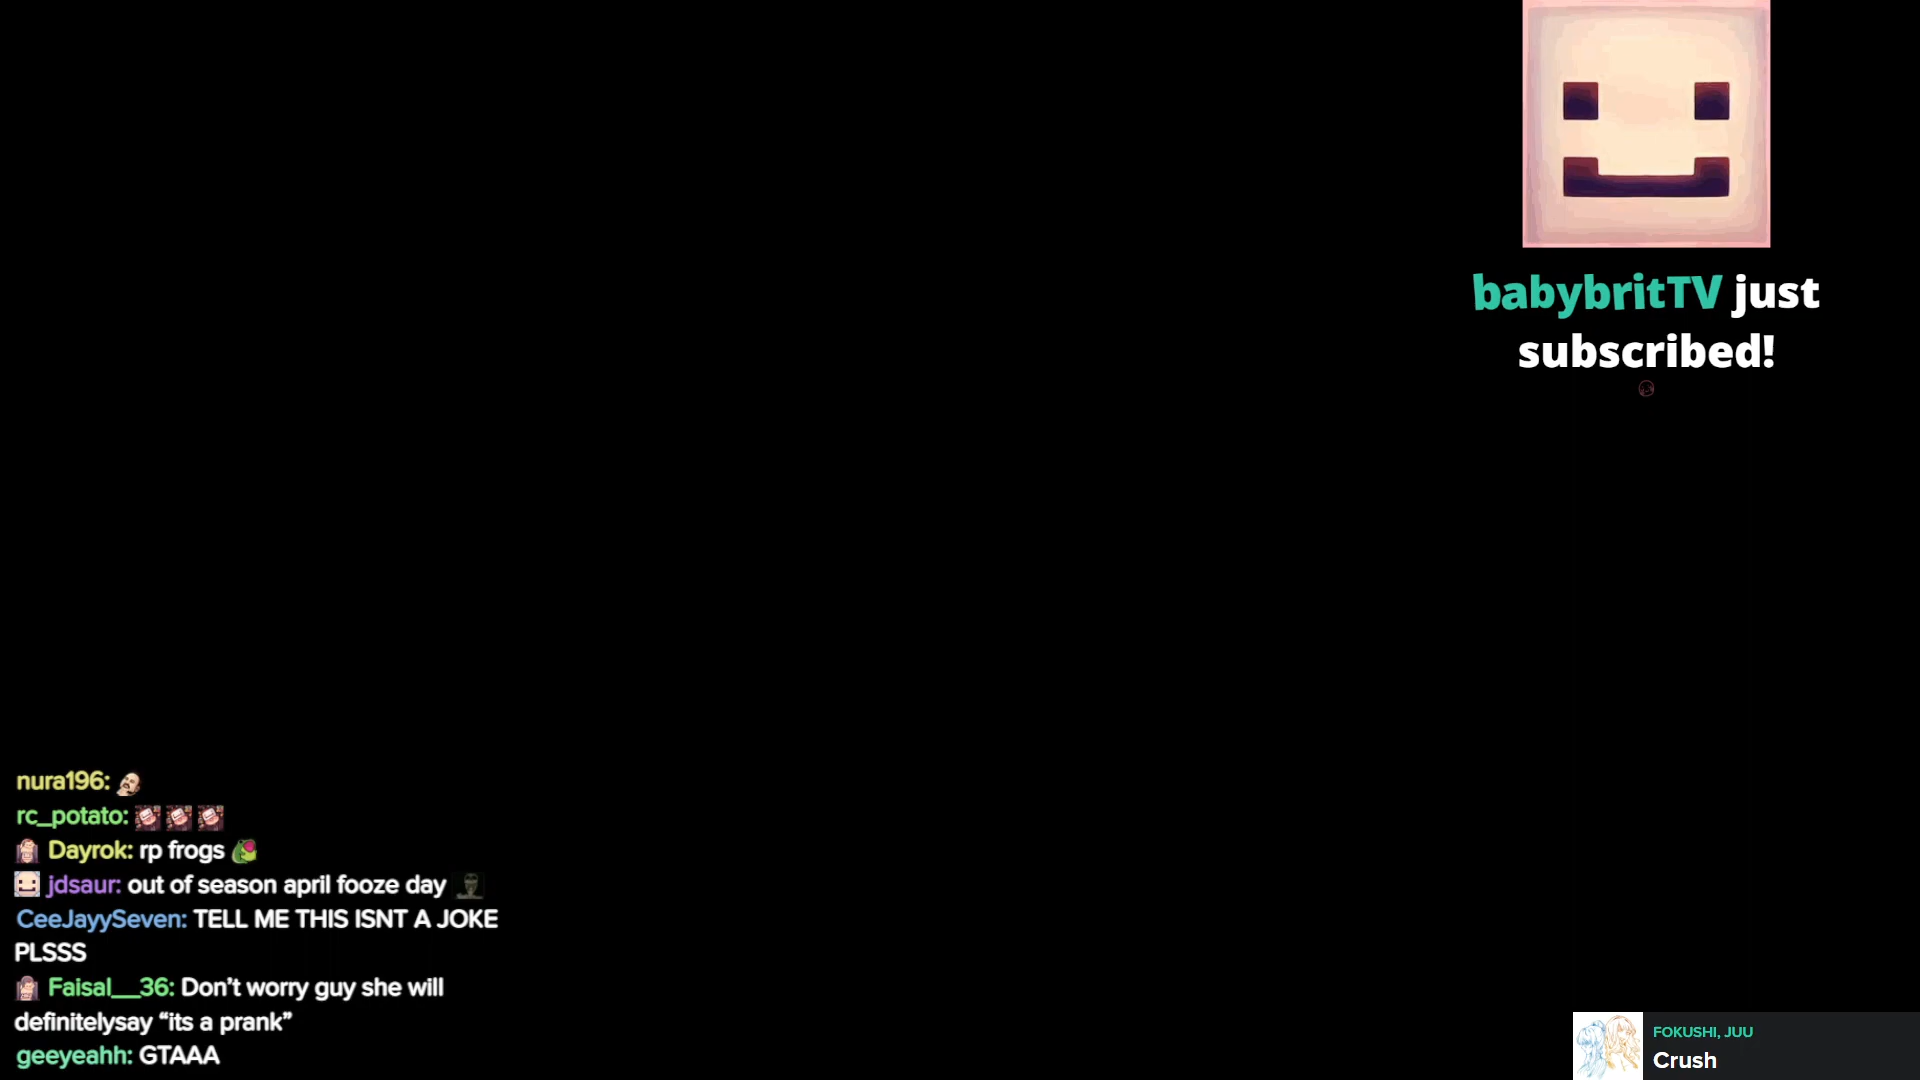 babybritTV just
subscribed!
nura196:
rc_potato:
Dayrok: rp frogs
jdsaur: out of season april fooze day
CeeJayySeven: TELL ME THIS ISNT A JOKE
PLSSS
Faisal__36: Don’t worry guy she will
definitelysay “its a prank”
geeyeahh: GTAAA
FOKUSHI, JUU
Crush